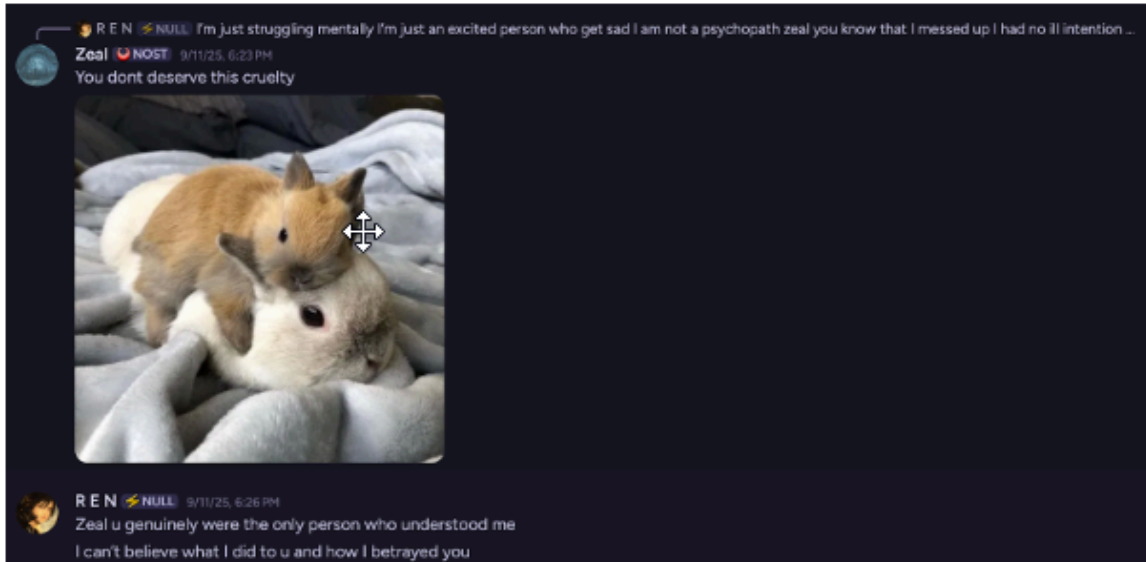 R E N NULL I'm just struggling mentally I'm just an excited person who get sad I am not a psychopath zeal you know that I messed up I had no ill intention ...
Zeal NOST 9/11/25, 6:23 PM
You dont deserve this cruelty
R E N NULL 9/11/25, 6:26 PM
Zeal u genuinely were the only person who understood me
I can't believe what I did to u and how I betrayed you